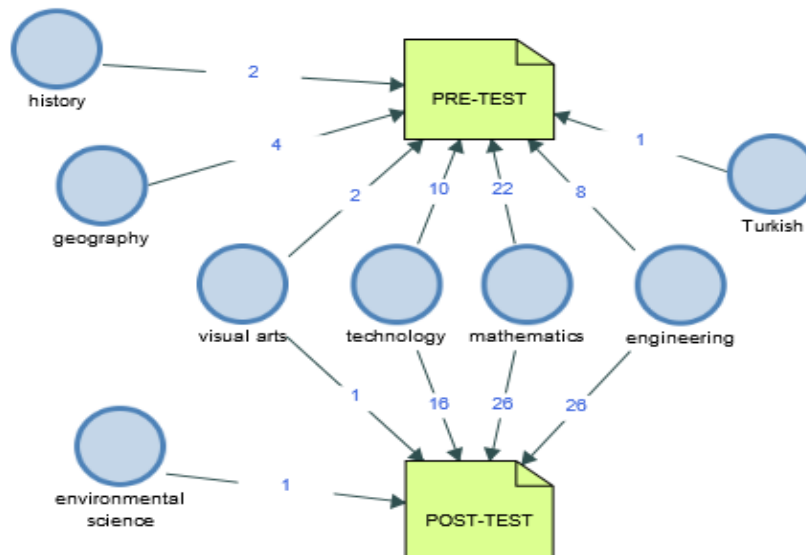 history
2
PRE-TEST
geography
4
1
Turkish
2
10
22
8
visual arts
technology
mathematics
engineering
1
16
26
26
environmental
science
1
POST-TEST